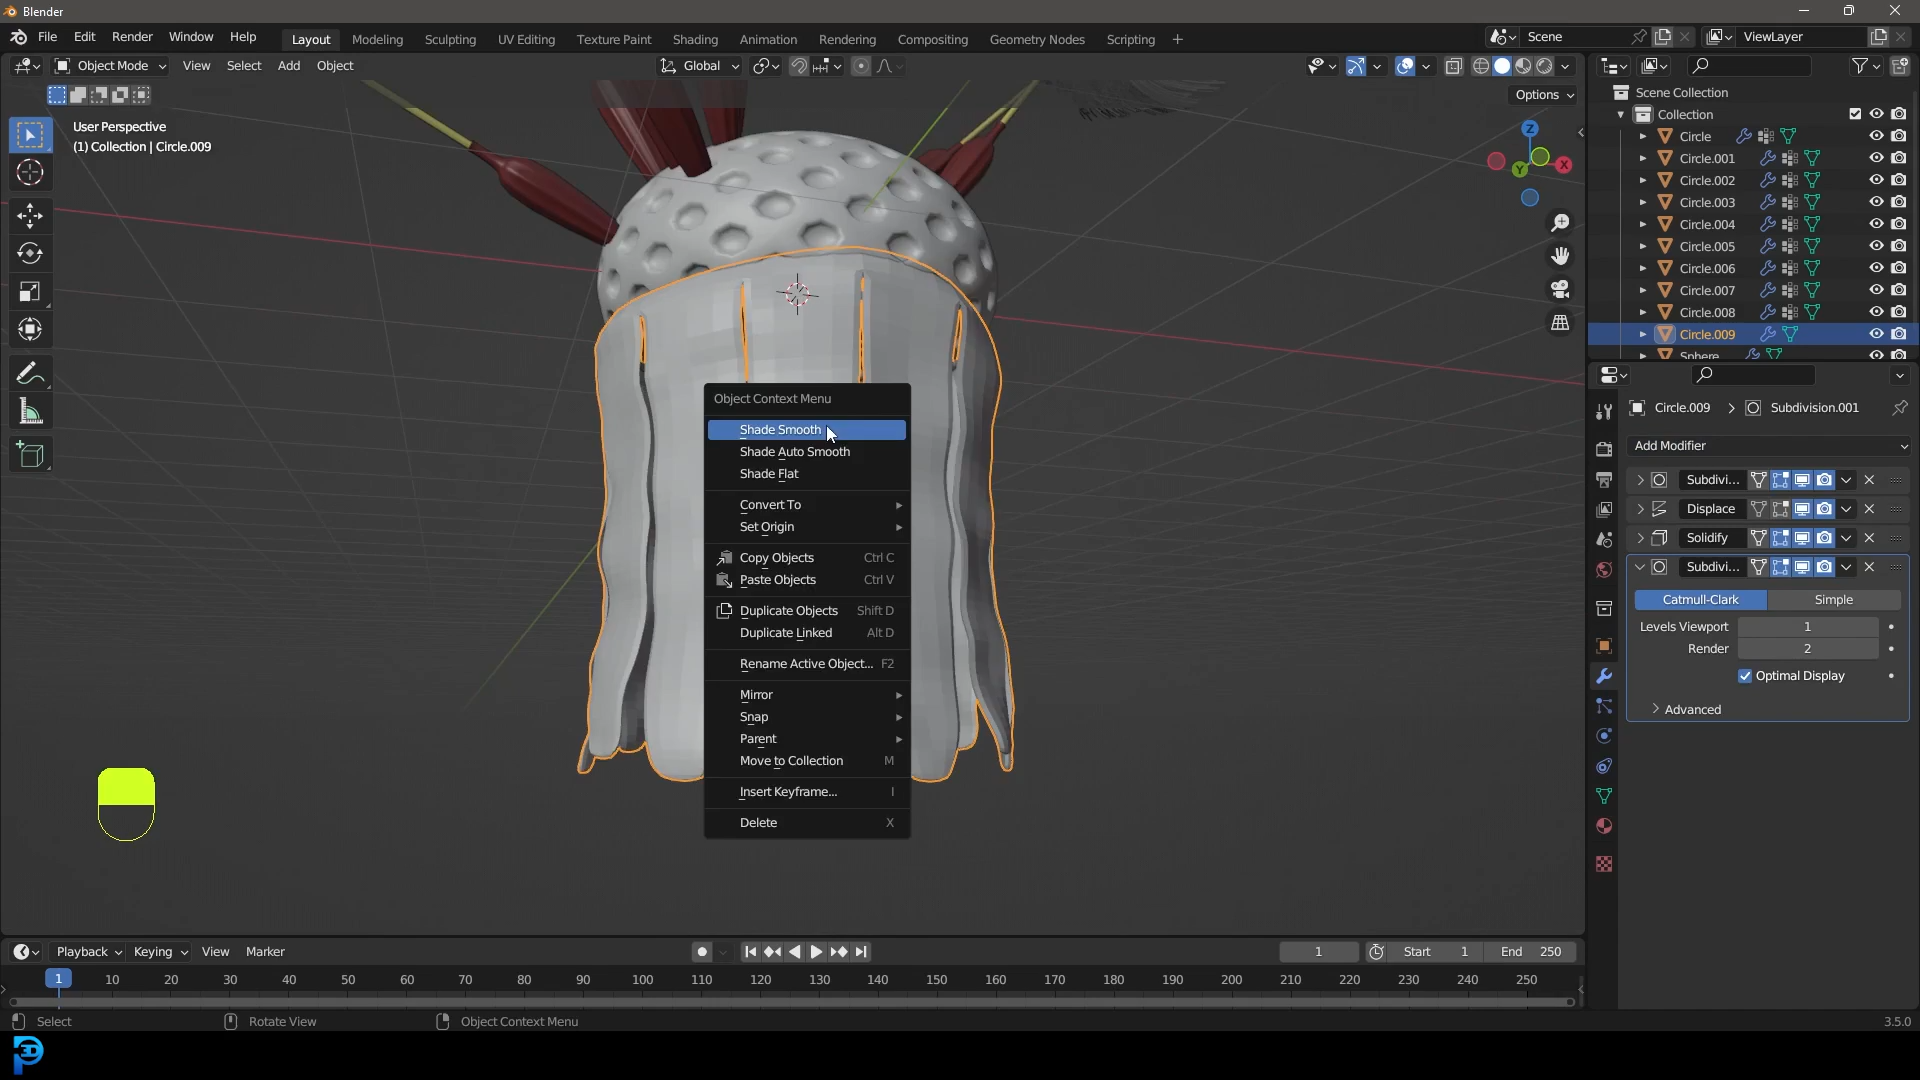 Blender
File Edit Render Window Help Layout Modeling Sculpting UV Editing Texture Paint Shading Animation Rendering Compositing Geometry Nodes Scripting + Scene ViewLayer
Object Mode View Select Add Object Global
Options
User Perspective
(1) Collection | Circle.009
Z
X
Y
Scene Collection
Collection
Circle
Circle.001
Circle.002
Circle.003
Circle.004
Circle.005
Circle.006
Circle.007
Circle.008
Circle.009
Sphere
Circle.009 > Subdivision.001
Add Modifier
Subdivi...
Displace
Solidify
Subdivi...
Catmull-Clark Simple
Levels Viewport 1
Render 2
Optimal Display
Advanced
Object Context Menu
Shade Smooth
Shade Auto Smooth
Shade Flat
Convert To
Set Origin
Copy Objects Ctrl C
Paste Objects Ctrl V
Duplicate Objects Shift D
Duplicate Linked Alt D
Rename Active Object... F2
Mirror
Snap
Parent
Move to Collection M
Insert Keyframe... I
Delete X
Playback Keying View Marker 1 Start 1 End 250
1 10 20 30 40 50 60 70 80 90 100 110 120 130 140 150 160 170 180 190 200 210 220 230 240 250
Select Rotate View Object Context Menu 3.5.0